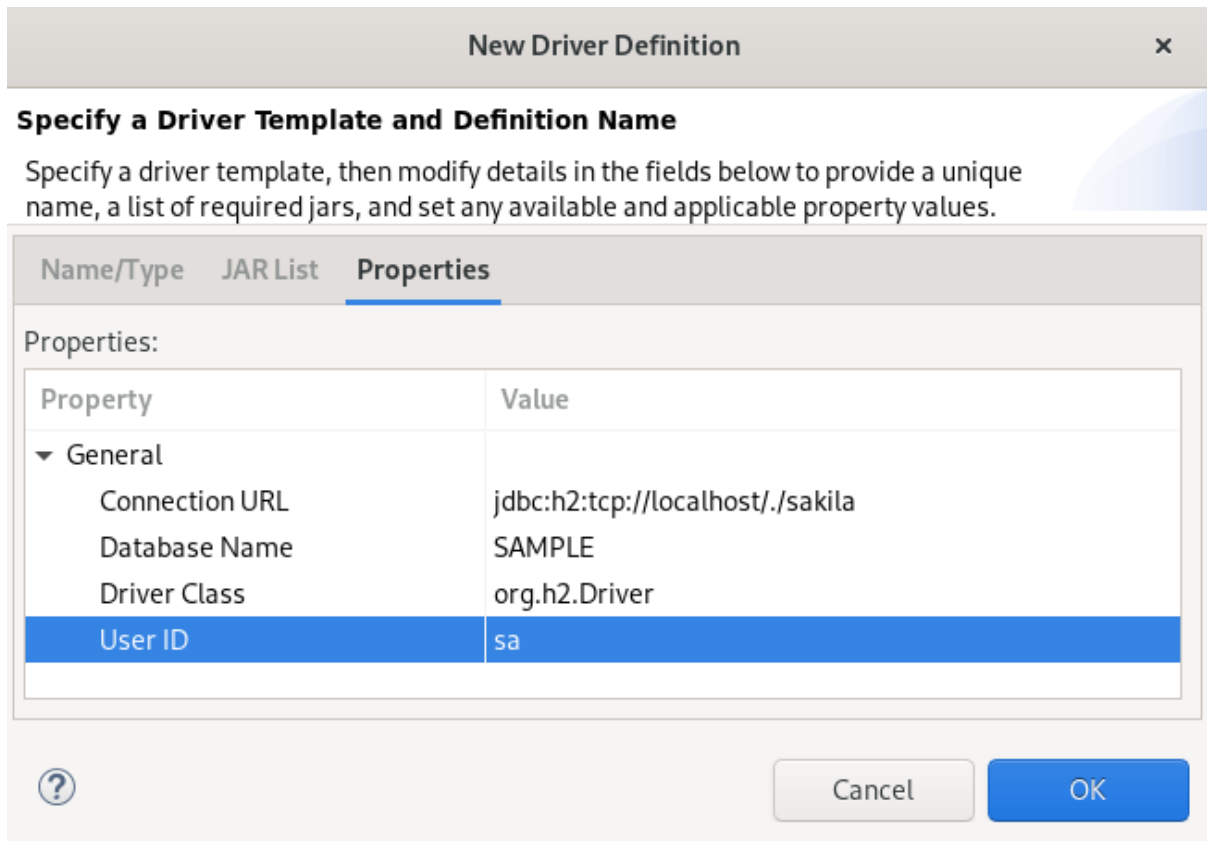 New Driver Definition ×
Specify a Driver Template and Definition Name
Specify a driver template, then modify details in the fields below to provide a unique
name, a list of required jars, and set any available and applicable property values.
Name/Type JAR List Properties
Properties:
Property Value
General
Connection URL jdbc:h2:tcp://localhost/./sakila
Database Name SAMPLE
Driver Class org.h2.Driver
User ID sa
? Cancel OK